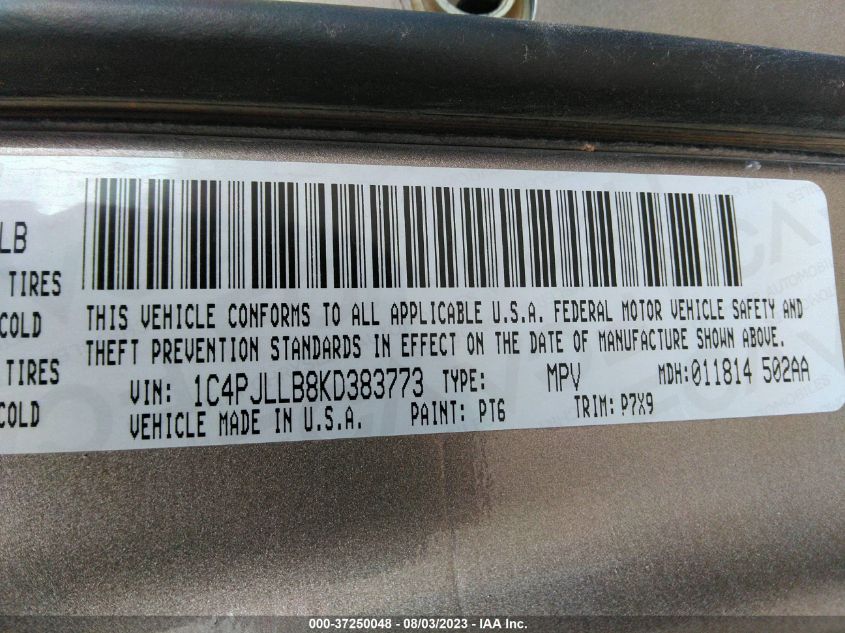 LB
TIRES
COLD
TIRES
COLD
THIS VEHICLE CONFORMS TO ALL APPLICABLE U.S.A. FEDERAL MOTOR VEHICLE SAFETY AND
THEFT PREVENTION STANDARDS IN EFFECT ON THE DATE OF MANUFACTURE SHOWN ABOVE.
VIN: 1C4PJLLB8KD383773 TYPE: MPV MDH:011814 502AA
VEHICLE MADE IN U.S.A. PAINT: PT6 TRIM: P7X9
000-37250048 - 08/03/2023 - IAA Inc.